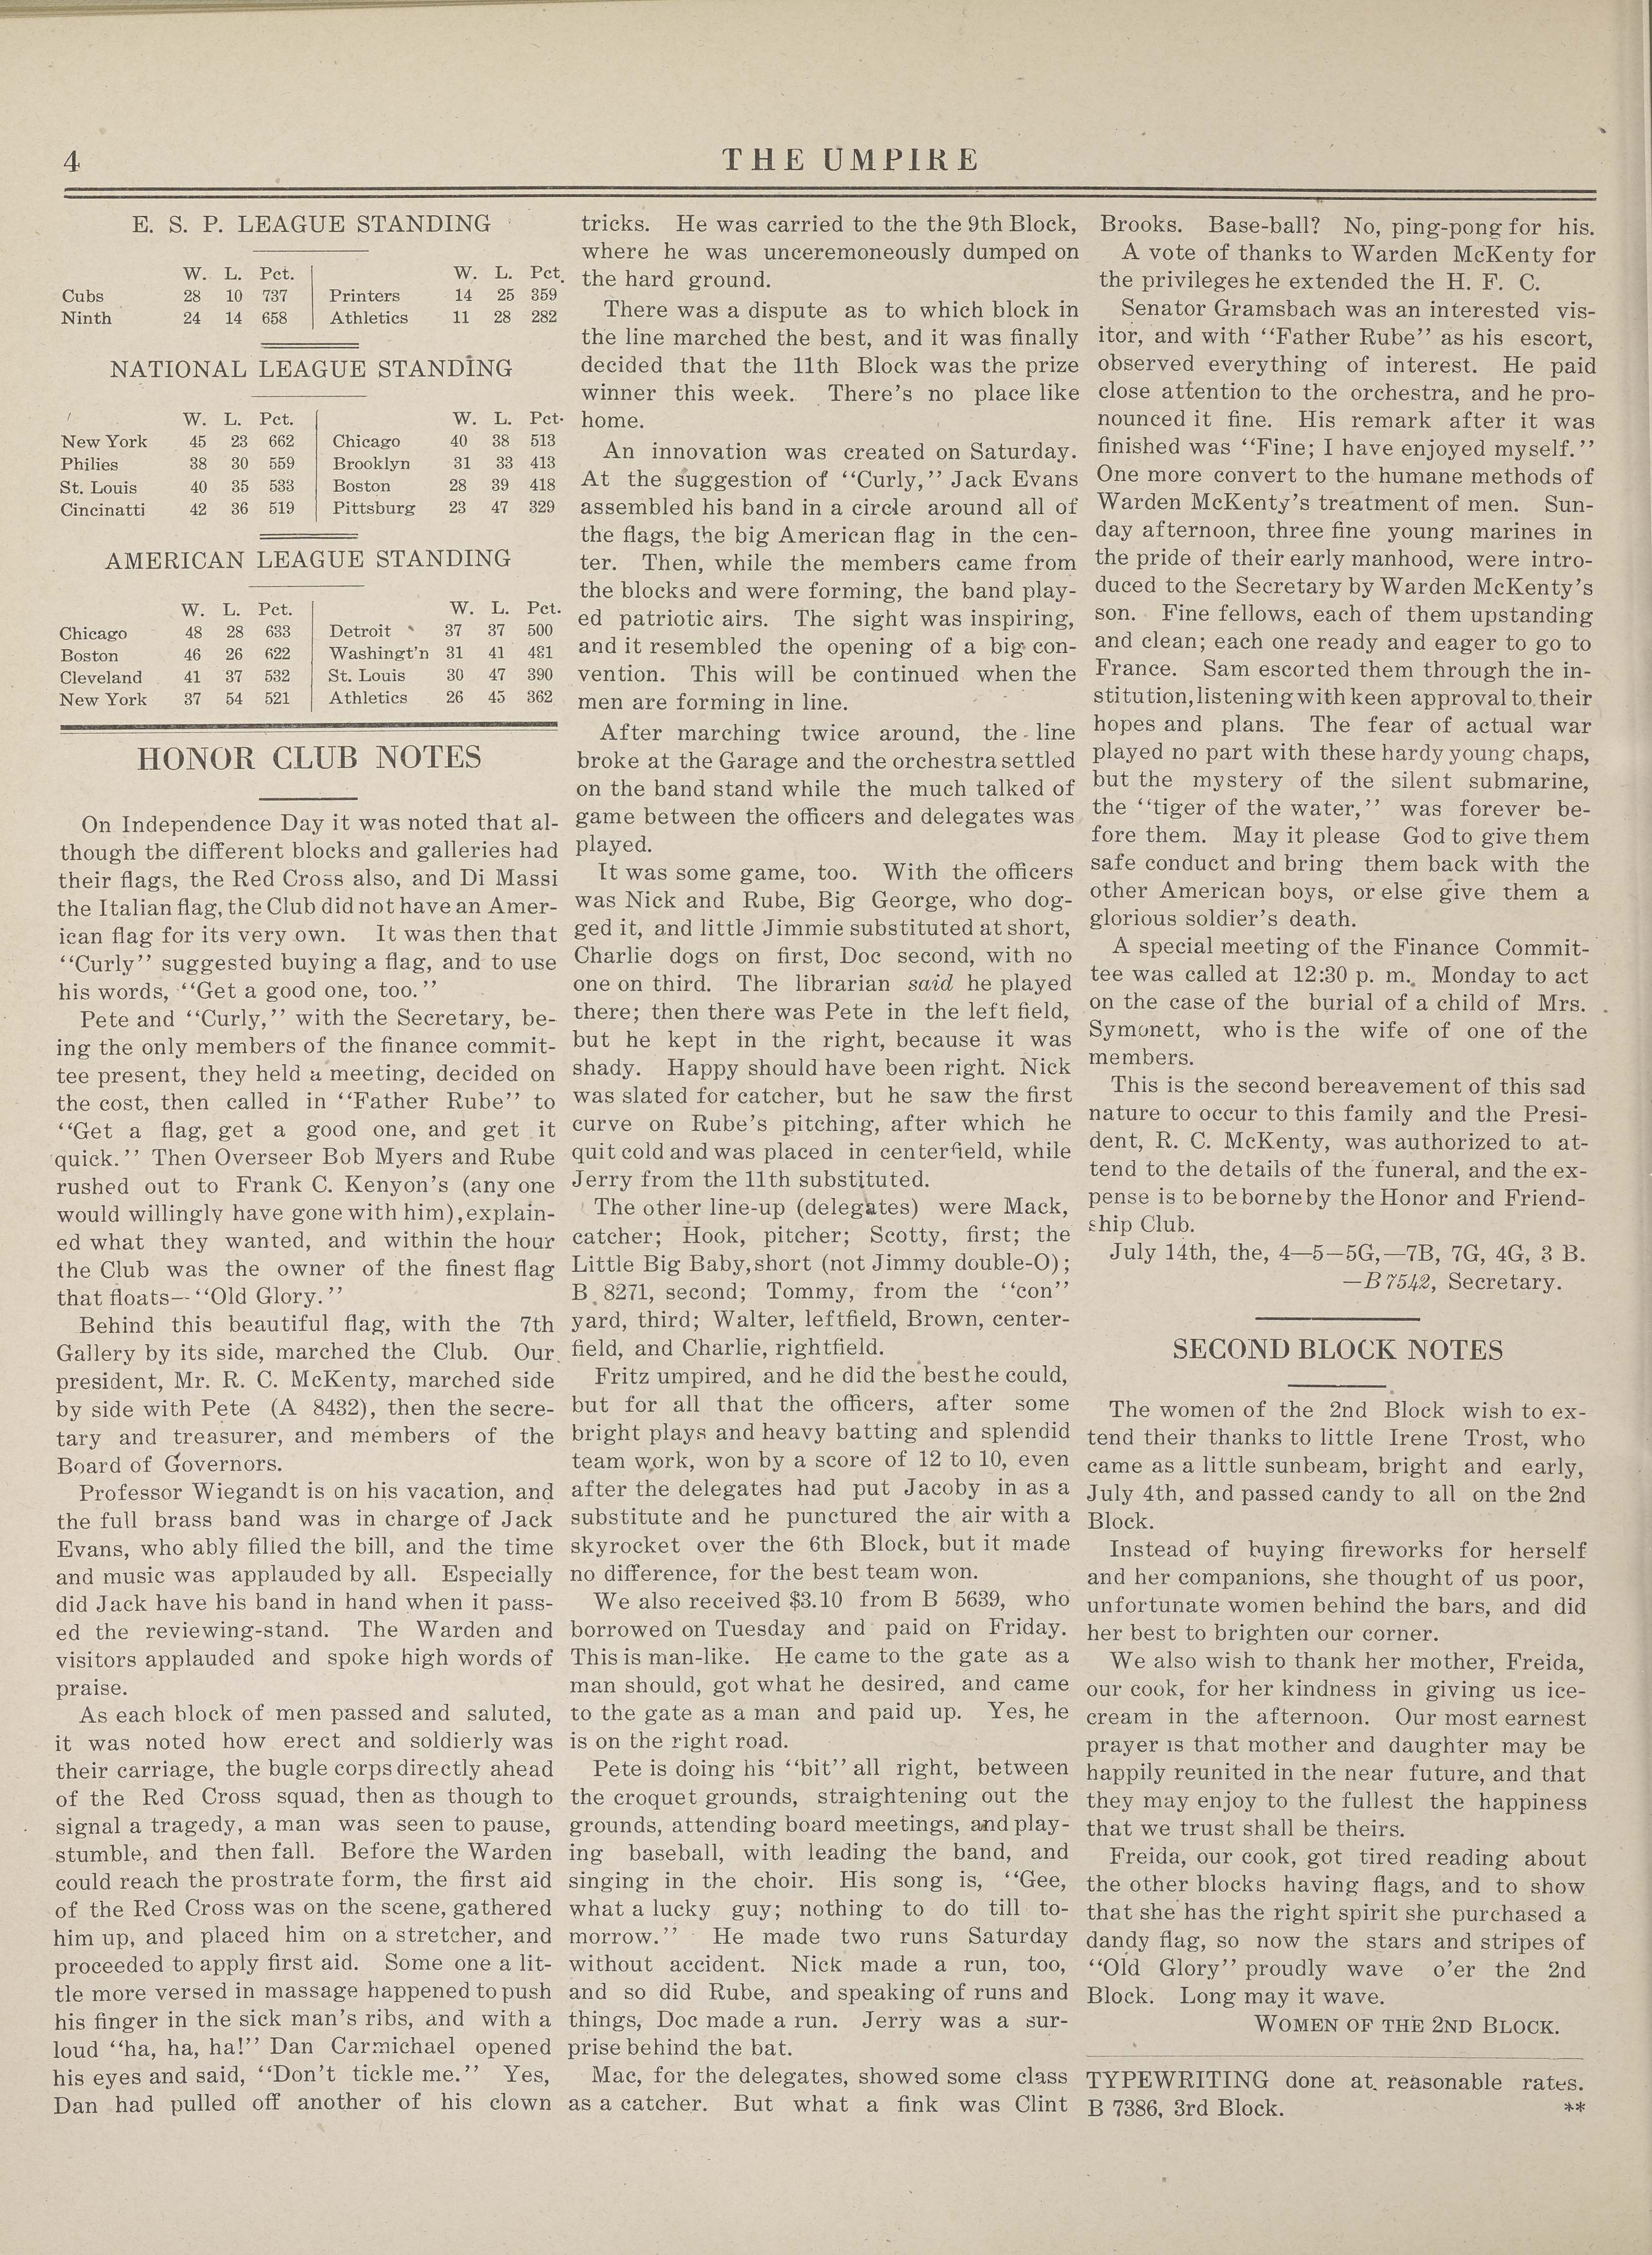 4
THE UMPIRE
E. S. P. LEAGUE STANDING
W. L. Pct. W. L. Pct.
Cubs 28 10 737 Printers 14 25 359
Ninth 24 14 658 Athletics 11 28 282
NATIONAL LEAGUE STANDING
W. L. Pct. W. L. Pct.
New York 45 23 662 Chicago 40 38 513
Philies 38 30 559 Brooklyn 31 33 413
St. Louis 40 35 533 Boston 28 39 418
Cincinatti 42 36 519 Pittsburg 23 47 329
AMERICAN LEAGUE STANDING
W. L. Pct. W. L. Pct.
Chicago 48 28 633 Detroit 37 37 500
Boston 46 26 622 Washingt'n 31 41 431
Cleveland 41 37 532 St. Louis 30 47 390
New York 37 54 521 Athletics 26 45 362
HONOR CLUB NOTES
On Independence Day it was noted that al-
though the different blocks and galleries had
their flags, the Red Cross also, and Di Massi
the Italian flag, the Club did not have an Amer-
ican flag for its very own. It was then that
"Curly" suggested buying a flag, and to use
his words, "Get a good one, too."
Pete and "Curly," with the Secretary, be-
ing the only members of the finance commit-
tee present, they held a meeting, decided on
the cost, then called in "Father Rube" to
"Get a flag, get a good one, and get it
quick." Then Overseer Bob Myers and Rube
rushed out to Frank C. Kenyon's (any one
would willingly have gone with him), explain-
ed what they wanted, and within the hour
the Club was the owner of the finest flag
that floats—"Old Glory."
Behind this beautiful flag, with the 7th
Gallery by its side, marched the Club. Our
president, Mr. R. C. McKenty, marched side
by side with Pete (A 8432), then the secre-
tary and treasurer, and members of the
Board of Governors.
Professor Wiegandt is on his vacation, and
the full brass band was in charge of Jack
Evans, who ably filled the bill, and the time
and music was applauded by all. Especially
did Jack have his band in hand when it pass-
ed the reviewing-stand. The Warden and
visitors applauded and spoke high words of
praise.
As each block of men passed and saluted,
it was noted how erect and soldierly was
their carriage, the bugle corps directly ahead
of the Red Cross squad, then as though to
signal a tragedy, a man was seen to pause,
stumble, and then fall. Before the Warden
could reach the prostrate form, the first aid
of the Red Cross was on the scene, gathered
him up, and placed him on a stretcher, and
proceeded to apply first aid. Some one a lit-
tle more versed in massage happened to push
his finger in the sick man's ribs, and with a
loud "ha, ha, ha!" Dan Carmichael opened
his eyes and said, "Don't tickle me." Yes,
Dan had pulled off another of his clown
tricks. He was carried to the the 9th Block,
where he was unceremoneously dumped on
the hard ground.
There was a dispute as to which block in
the line marched the best, and it was finally
decided that the 11th Block was the prize
winner this week. There's no place like
home.
An innovation was created on Saturday.
At the suggestion of "Curly," Jack Evans
assembled his band in a circle around all of
the flags, the big American flag in the cen-
ter. Then, while the members came from
the blocks and were forming, the band play-
ed patriotic airs. The sight was inspiring,
and it resembled the opening of a big con-
vention. This will be continued when the
men are forming in line.
After marching twice around, the line
broke at the Garage and the orchestra settled
on the band stand while the much talked of
game between the officers and delegates was
played.
It was some game, too. With the officers
was Nick and Rube, Big George, who dog-
ged it, and little Jimmie substituted at short,
Charlie dogs on first, Doc second, with no
one on third. The librarian said he played
there; then there was Pete in the left field,
but he kept in the right, because it was
shady. Happy should have been right. Nick
was slated for catcher, but he saw the first
curve on Rube's pitching, after which he
quit cold and was placed in centerfield, while
Jerry from the 11th substituted.
The other line-up (delegates) were Mack,
catcher; Hook, pitcher; Scotty, first; the
Little Big Baby, short (not Jimmy double-O);
B 8271, second; Tommy, from the "con"
yard, third; Walter, leftfield, Brown, center-
field, and Charlie, rightfield.
Fritz umpired, and he did the best he could,
but for all that the officers, after some
bright plays and heavy batting and splendid
team work, won by a score of 12 to 10, even
after the delegates had put Jacoby in as a
substitute and he punctured the air with a
skyrocket over the 6th Block, but it made
no difference, for the best team won.
We also received $3.10 from B 5639, who
borrowed on Tuesday and paid on Friday.
This is man-like. He came to the gate as a
man should, got what he desired, and came
to the gate as a man and paid up. Yes, he
is on the right road.
Pete is doing his "bit" all right, between
the croquet grounds, straightening out the
grounds, attending board meetings, and play-
ing baseball, with leading the band, and
singing in the choir. His song is, "Gee,
what a lucky guy; nothing to do till to-
morrow." He made two runs Saturday
without accident. Nick made a run, too,
and so did Rube, and speaking of runs and
things, Doc made a run. Jerry was a sur-
prise behind the bat.
Mac, for the delegates, showed some class
as a catcher. But what a fink was Clint
Brooks. Base-ball? No, ping-pong for his.
A vote of thanks to Warden McKenty for
the privileges he extended the H. F. C.
Senator Gramsbach was an interested vis-
itor, and with "Father Rube" as his escort,
observed everything of interest. He paid
close attention to the orchestra, and he pro-
nounced it fine. His remark after it was
finished was "Fine; I have enjoyed myself."
One more convert to the humane methods of
Warden McKenty's treatment of men. Sun-
day afternoon, three fine young marines in
the pride of their early manhood, were intro-
duced to the Secretary by Warden McKenty's
son. Fine fellows, each of them upstanding
and clean; each one ready and eager to go to
France. Sam escorted them through the in-
stitution, listening with keen approval to their
hopes and plans. The fear of actual war
played no part with these hardy young chaps,
but the mystery of the silent submarine,
the "tiger of the water," was forever be-
fore them. May it please God to give them
safe conduct and bring them back with the
other American boys, or else give them a
glorious soldier's death.
A special meeting of the Finance Commit-
tee was called at 12:30 p. m., Monday to act
on the case of the burial of a child of Mrs.
Symonett, who is the wife of one of the
members.
This is the second bereavement of this sad
nature to occur to this family and the Presi-
dent, R. C. McKenty, was authorized to at-
tend to the details of the funeral, and the ex-
pense is to be borne by the Honor and Friend-
ship Club.
July 14th, the, 4—5—5G,—7B, 7G, 4G, 3 B.
—B 7542, Secretary.
SECOND BLOCK NOTES
The women of the 2nd Block wish to ex-
tend their thanks to little Irene Trost, who
came as a little sunbeam, bright and early,
July 4th, and passed candy to all on the 2nd
Block.
Instead of buying fireworks for herself
and her companions, she thought of us poor,
unfortunate women behind the bars, and did
her best to brighten our corner.
We also wish to thank her mother, Freida,
our cook, for her kindness in giving us ice-
cream in the afternoon. Our most earnest
prayer is that mother and daughter may be
happily reunited in the near future, and that
they may enjoy to the fullest the happiness
that we trust shall be theirs.
Freida, our cook, got tired reading about
the other blocks having flags, and to show
that she has the right spirit she purchased a
dandy flag, so now the stars and stripes of
"Old Glory" proudly wave o'er the 2nd
Block. Long may it wave.
WOMEN OF THE 2ND BLOCK.
TYPEWRITING done at reasonable rates.
B 7386, 3rd Block. **